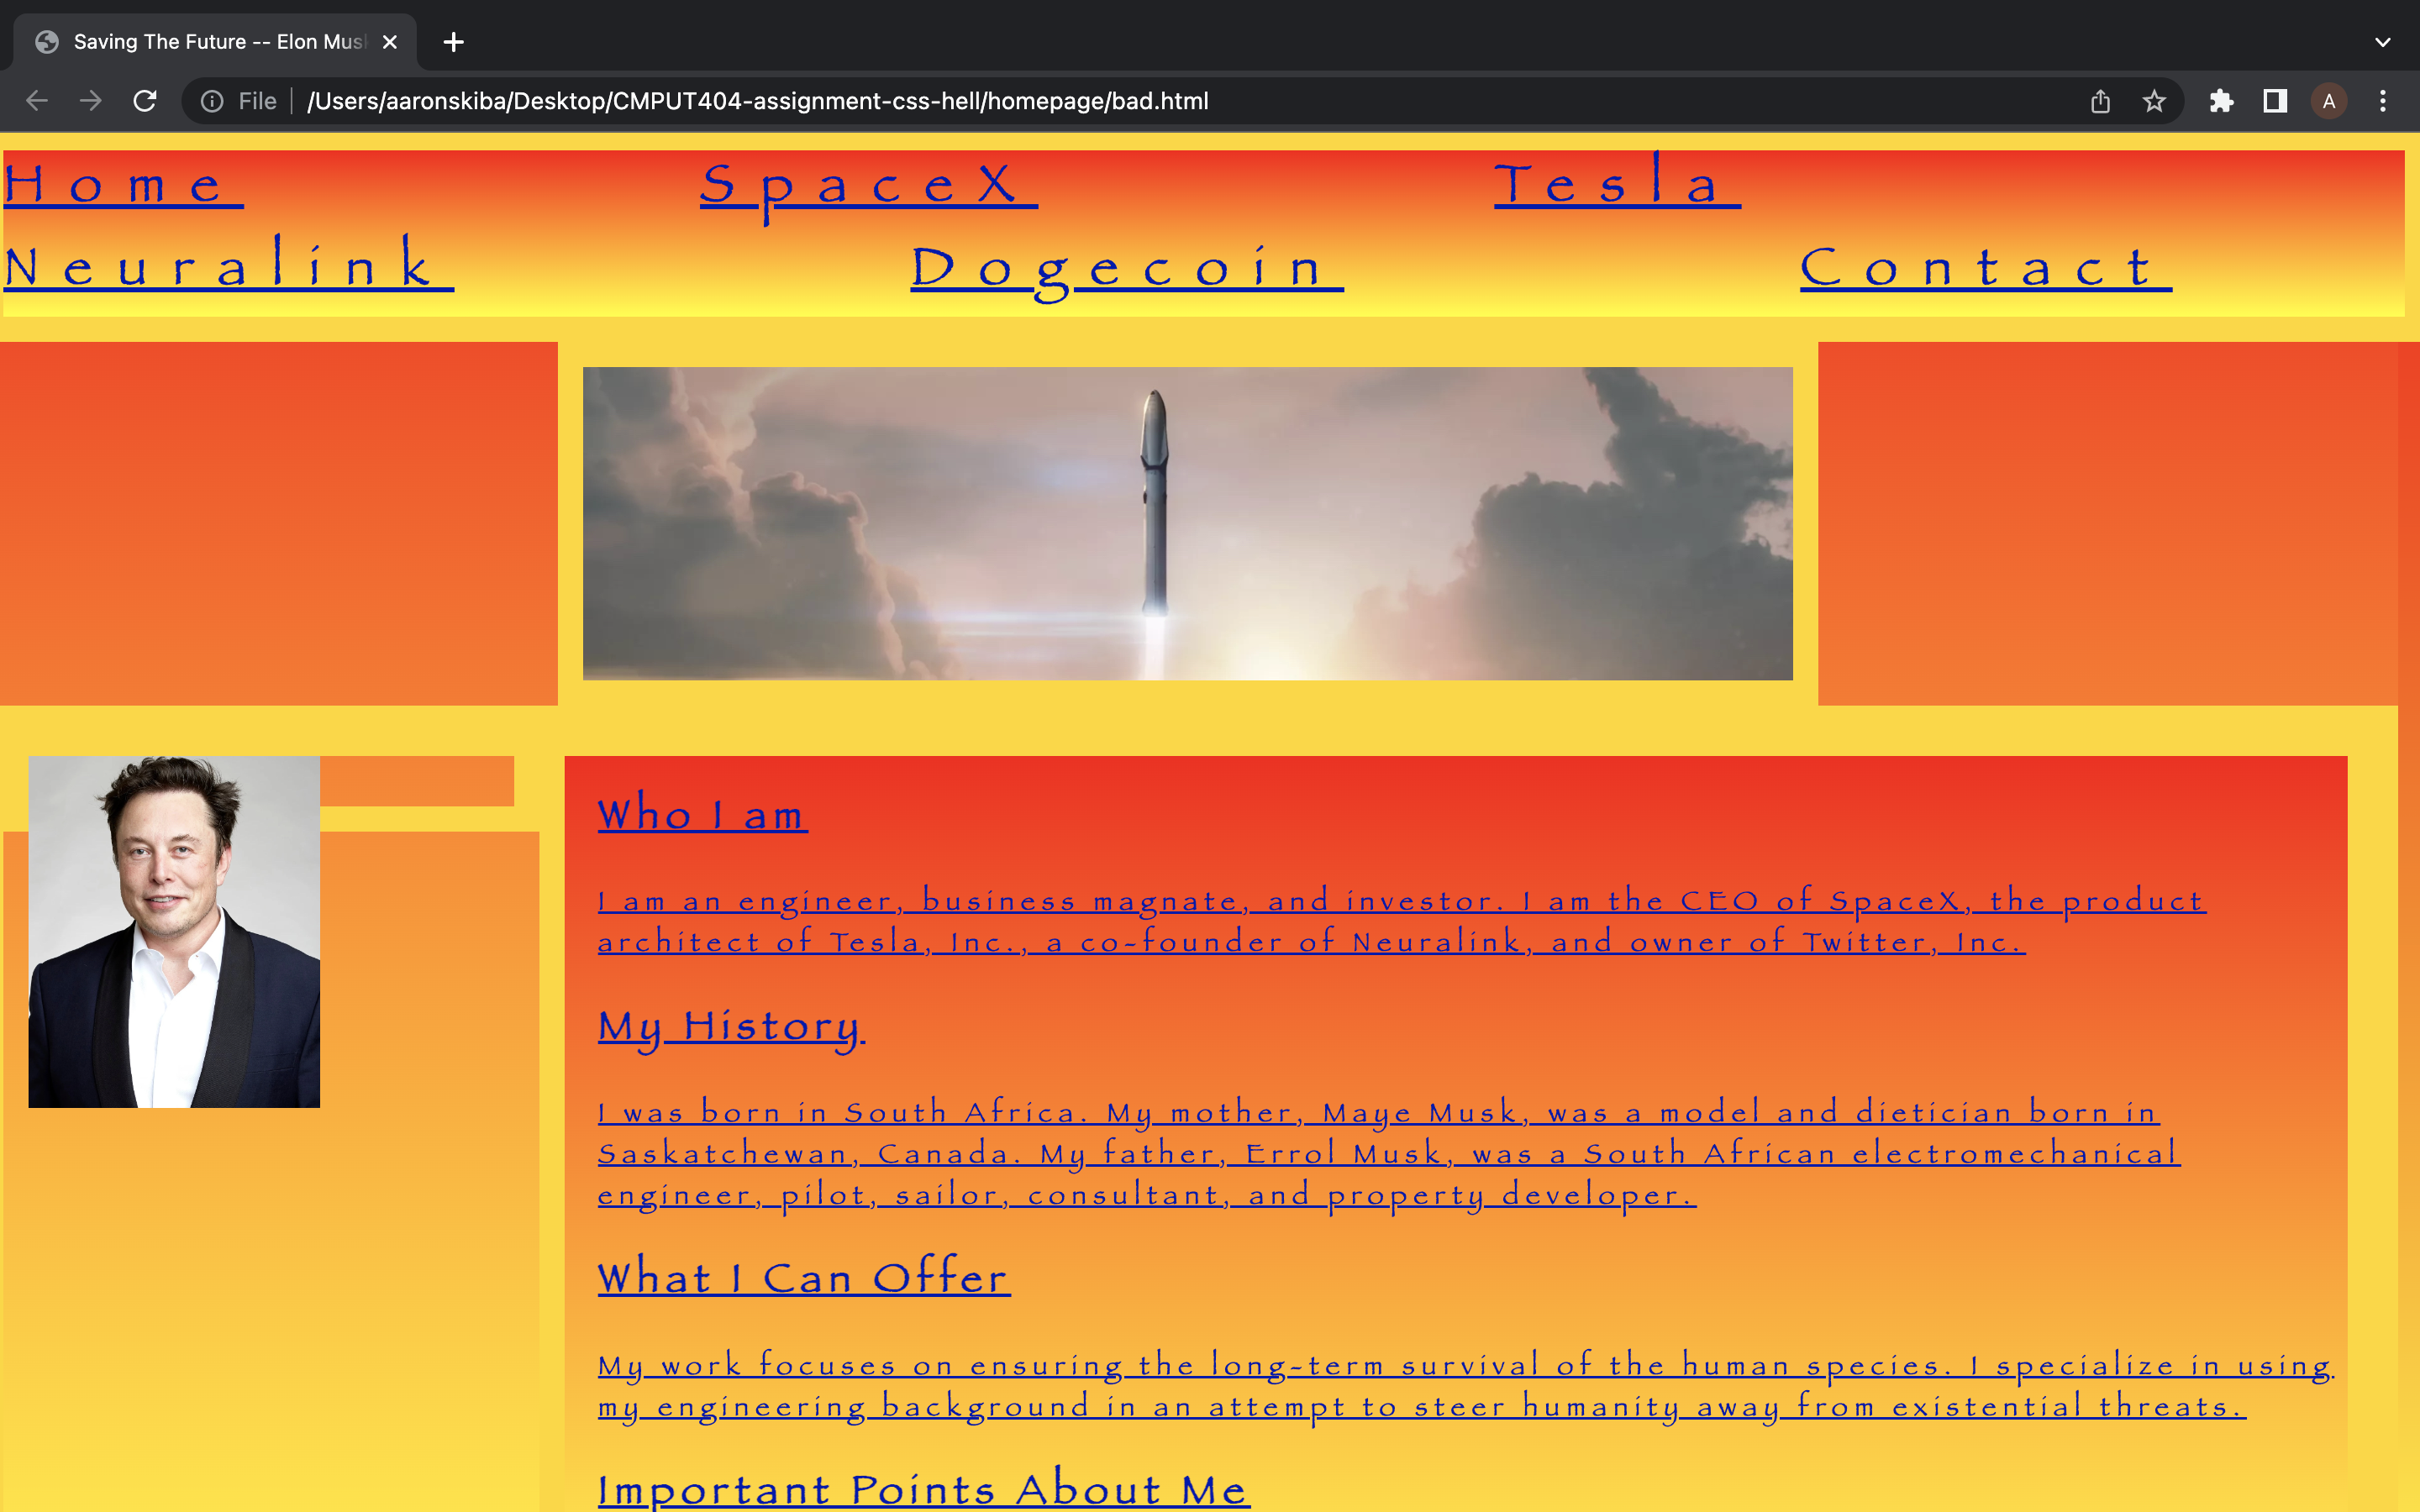 Saving The Future -- Elon Mus
File
/Users/aaronskiba/Desktop/CMPUT404-assignment-css-hell/homepage/bad.html
A
Home SpaceX Tesla
Neuralink Dogecoin Contact
Who I am
I am an engineer, business magnate, and investor. I am the CEO of SpaceX, the product
architect of Tesla, Inc., a co-founder of Neuralink, and owner of Twitter, Inc.
My History
I was born in South Africa. My mother, Maye Musk, was a model and dietician born in
Saskatchewan, Canada. My father, Errol Musk, was a South African electromechanical
engineer, pilot, sailor, consultant, and property developer.
What I Can Offer
My work focuses on ensuring the long-term survival of the human species. I specialize in using
my engineering background in an attempt to steer humanity away from existential threats.
Important Points About Me